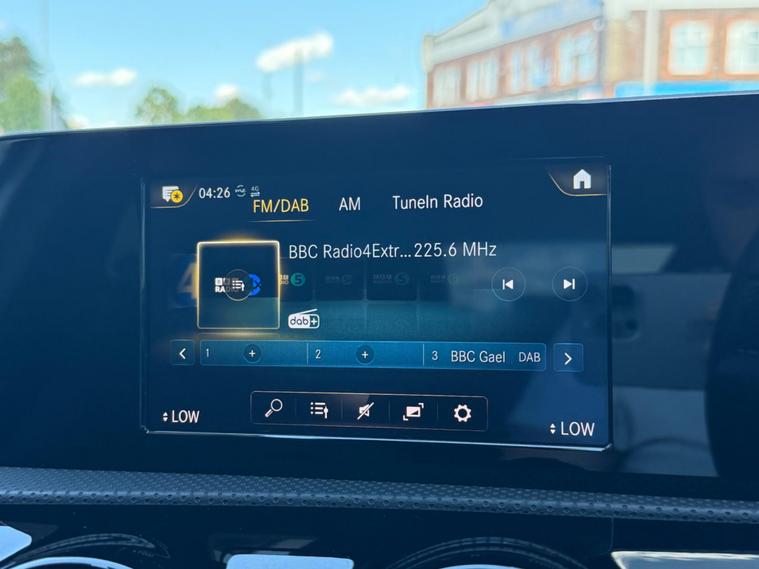 04:26 4G
FM/DAB AM TuneIn Radio
BBC Radio4Extr... 225.6 MHz
dab+
1 + 2 + 3 BBC Gael DAB
LOW LOW